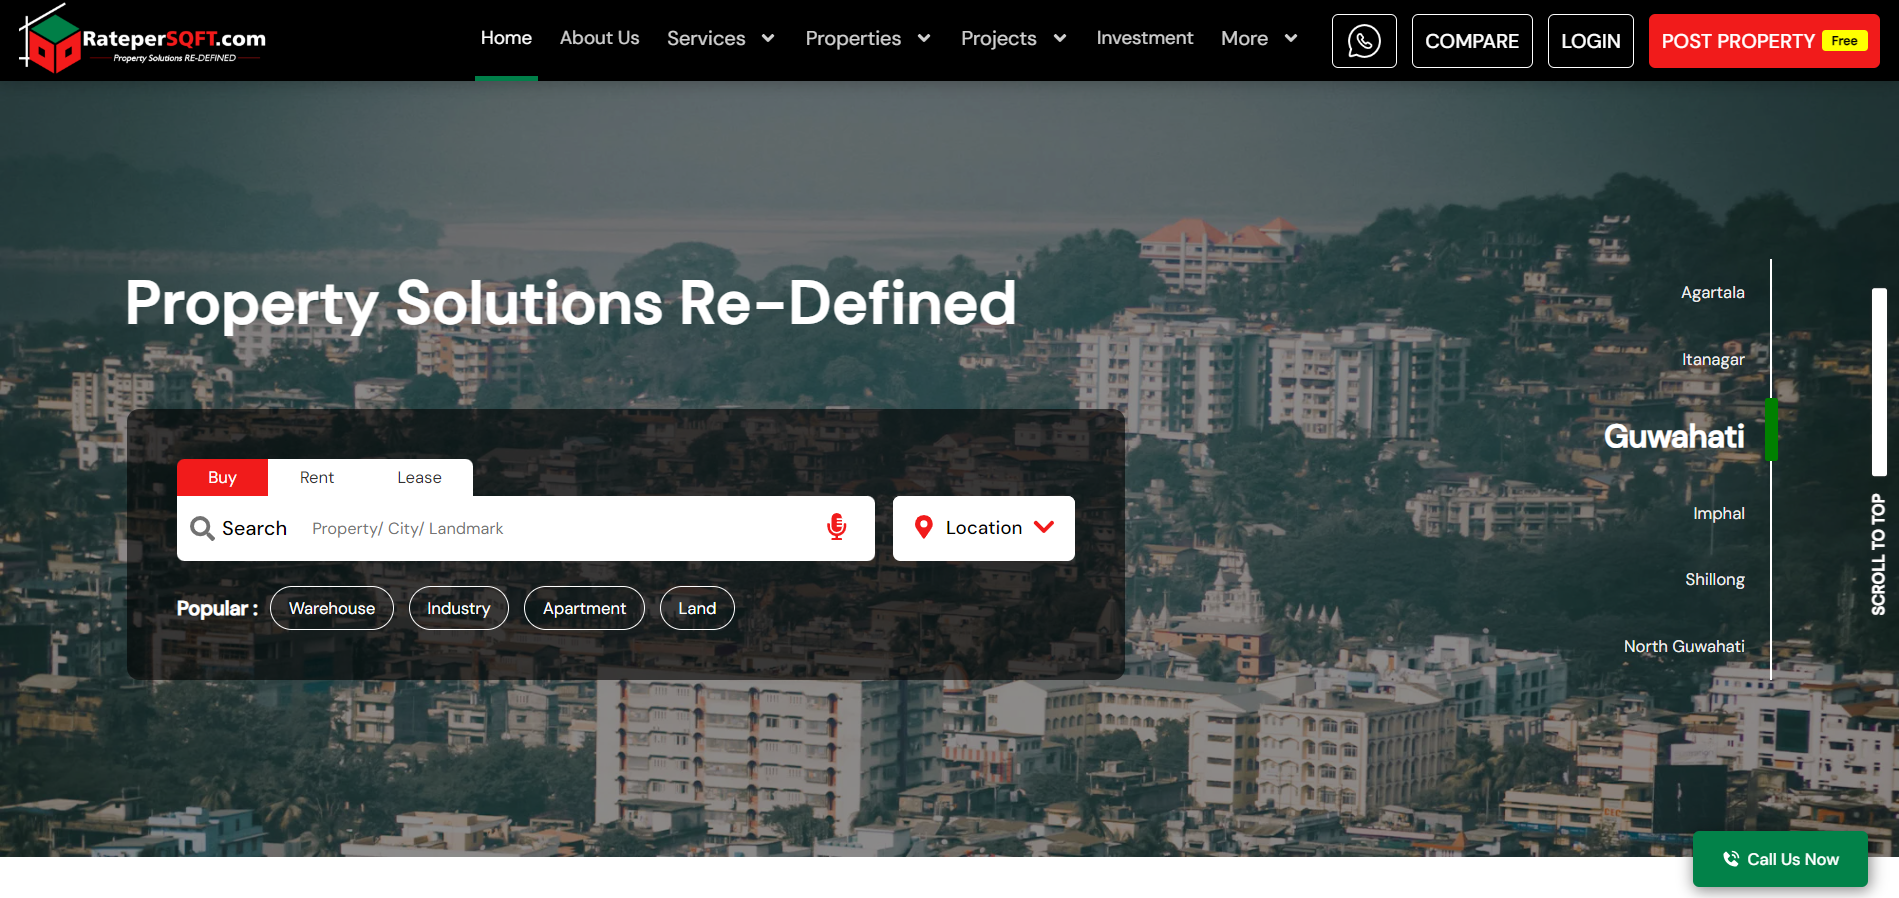 RateperSQFT.com
Property Solutions RE-DEFINED
Home
About Us
Services
Properties
Projects
Investment
More
COMPARE
LOGIN
POST PROPERTY Free
Property Solutions Re-Defined
Buy
Rent
Lease
Search
Property/ City/ Landmark
Location
Popular :
Warehouse
Industry
Apartment
Land
Agartala
Itanagar
Guwahati
Imphal
Shillong
North Guwahati
SCROLL TO TOP
Call Us Now